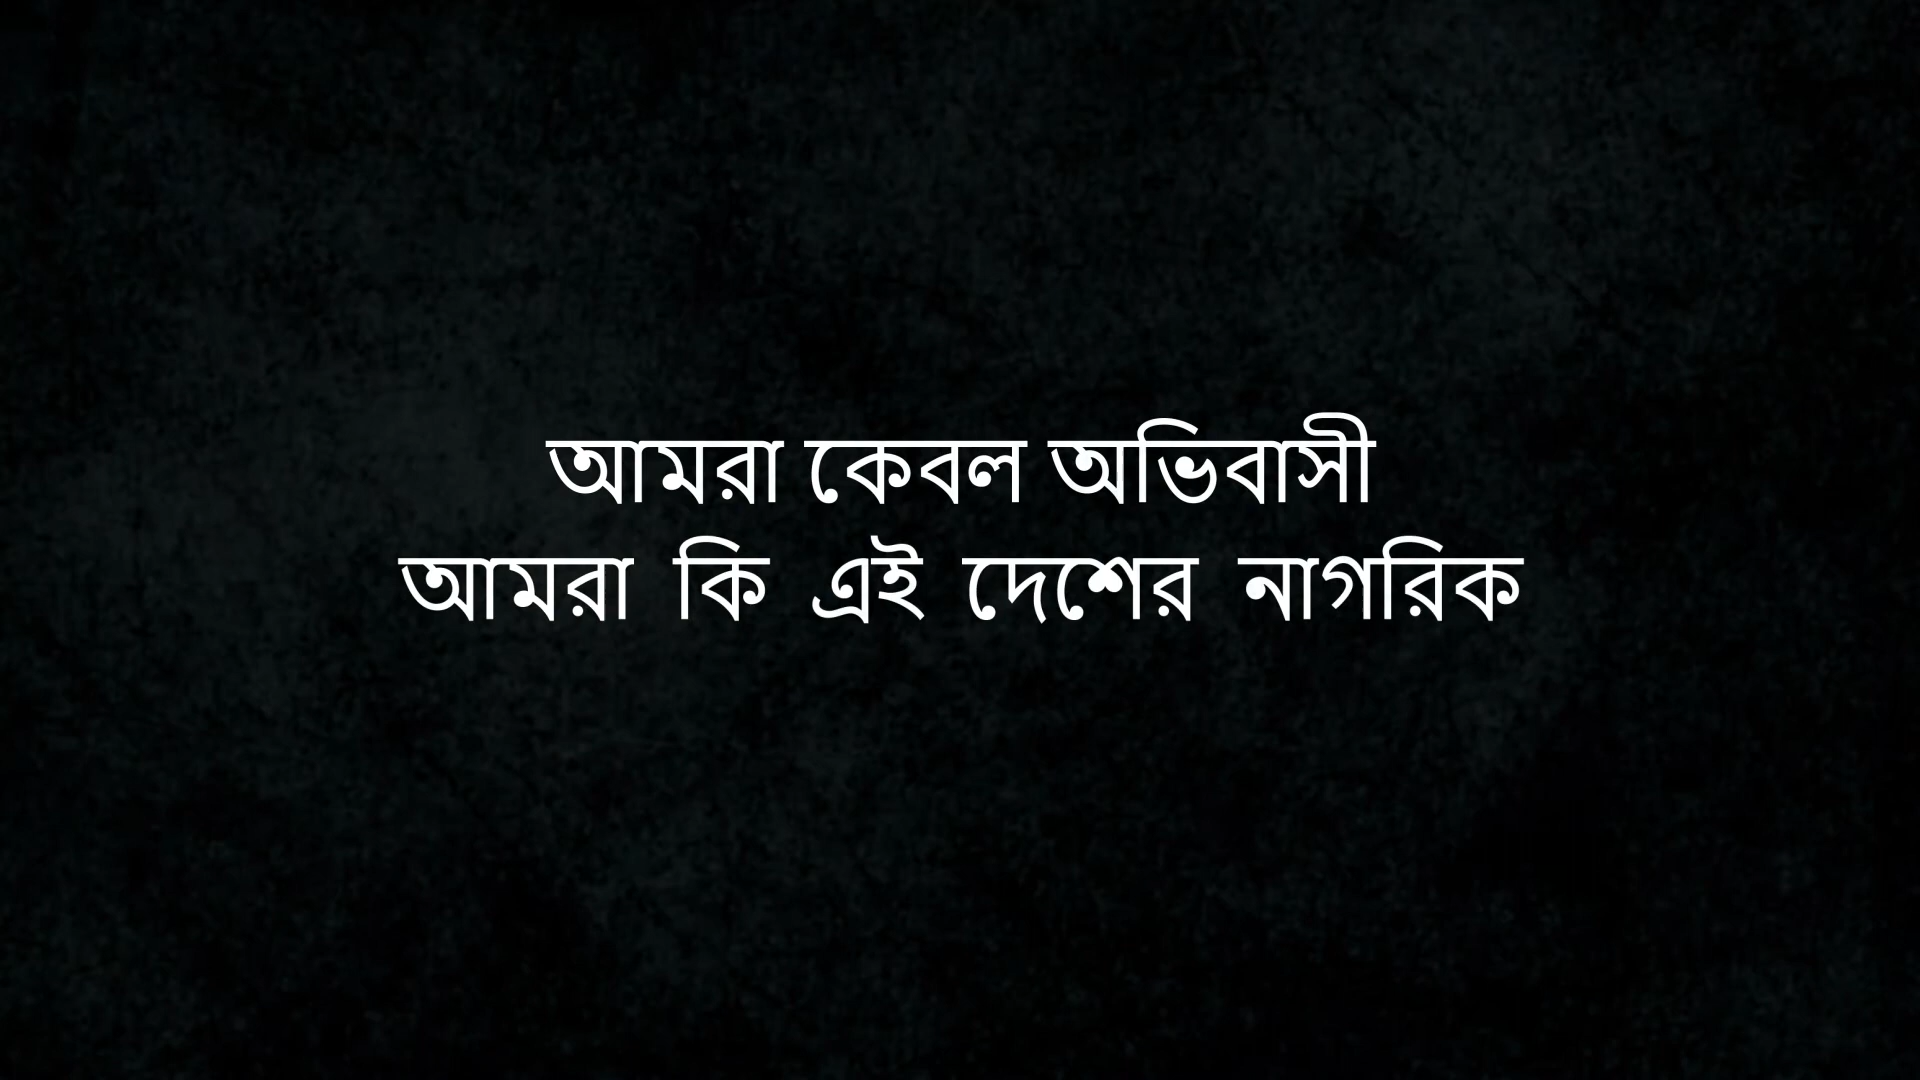 আমরা কেবল অভিবাসী
আমরা কি এই দেশের নাগরিক